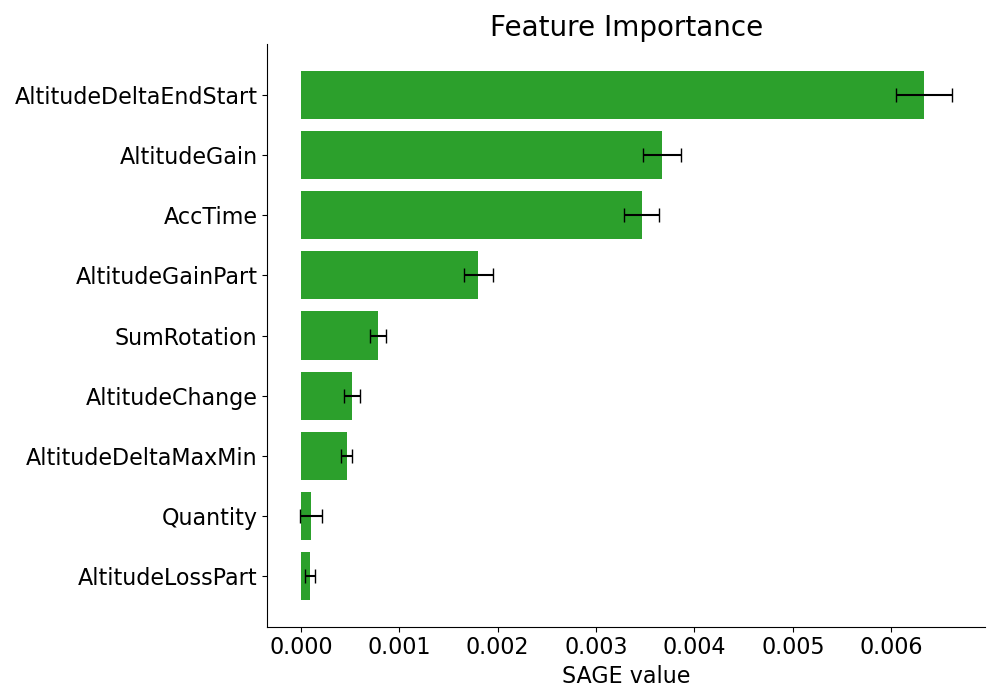 Feature Importance
AltitudeDeltaEndStart
AltitudeGain
AccTime
AltitudeGainPart
SumRotation
AltitudeChange
AltitudeDeltaMaxMin
Quantity
AltitudeLossPart
0.000 0.001 0.002 0.003 0.004 0.005 0.006
SAGE value